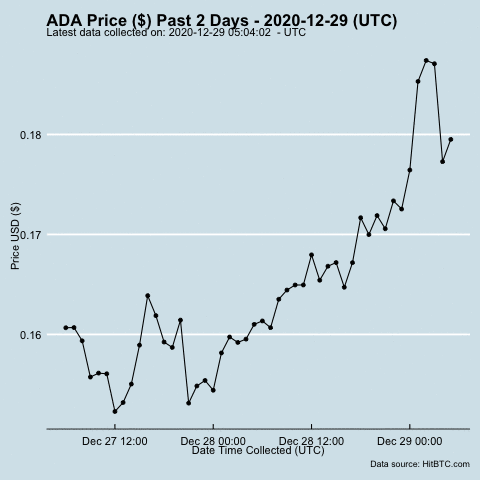 ADA Price ($) Past 2 Days - 2020-12-29 (UTC)
Latest data collected on: 2020-12-29 05:04:02 - UTC
0.18
0.17
0.16
Price USD ($)
Dec 27 12:00 Dec 28 00:00 Dec 28 12:00 Dec 29 00:00
Date Time Collected (UTC)
Data source: HitBTC.com